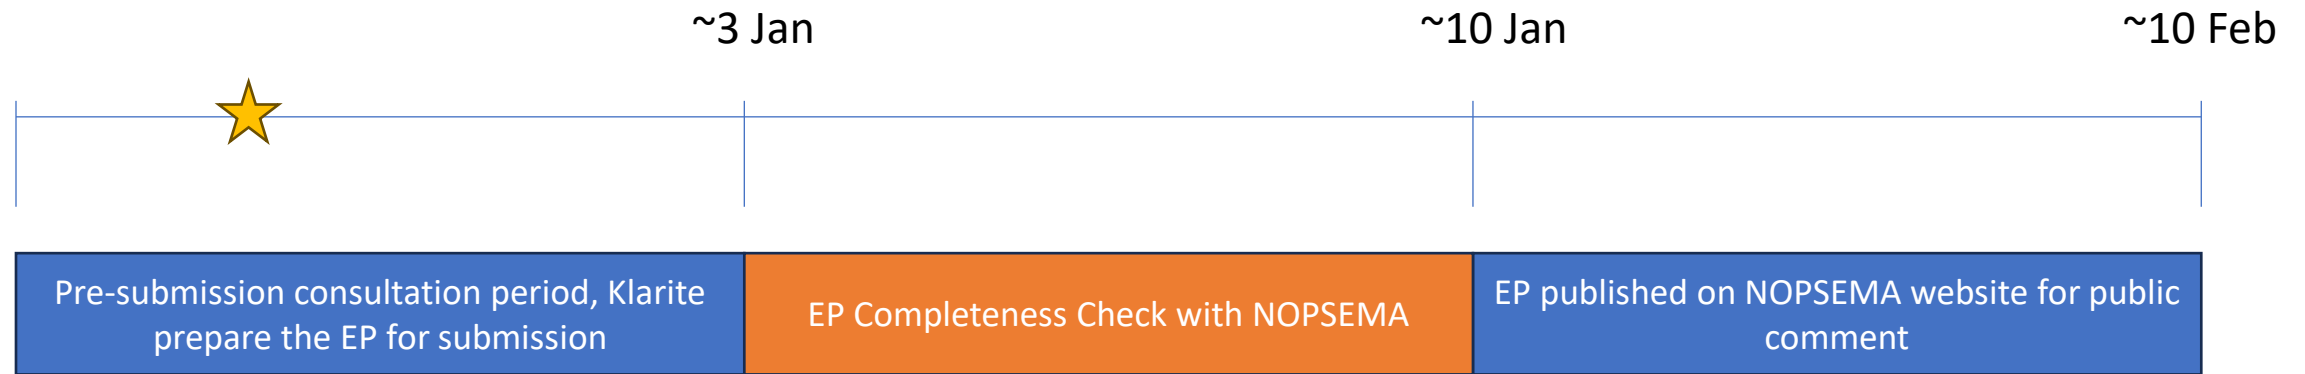 ~3 Jan
~10 Jan
~10 Feb
Pre-submission consultation period, Klarite
prepare the EP for submission
EP Completeness Check with NOPSEMA
EP published on NOPSEMA website for public
comment